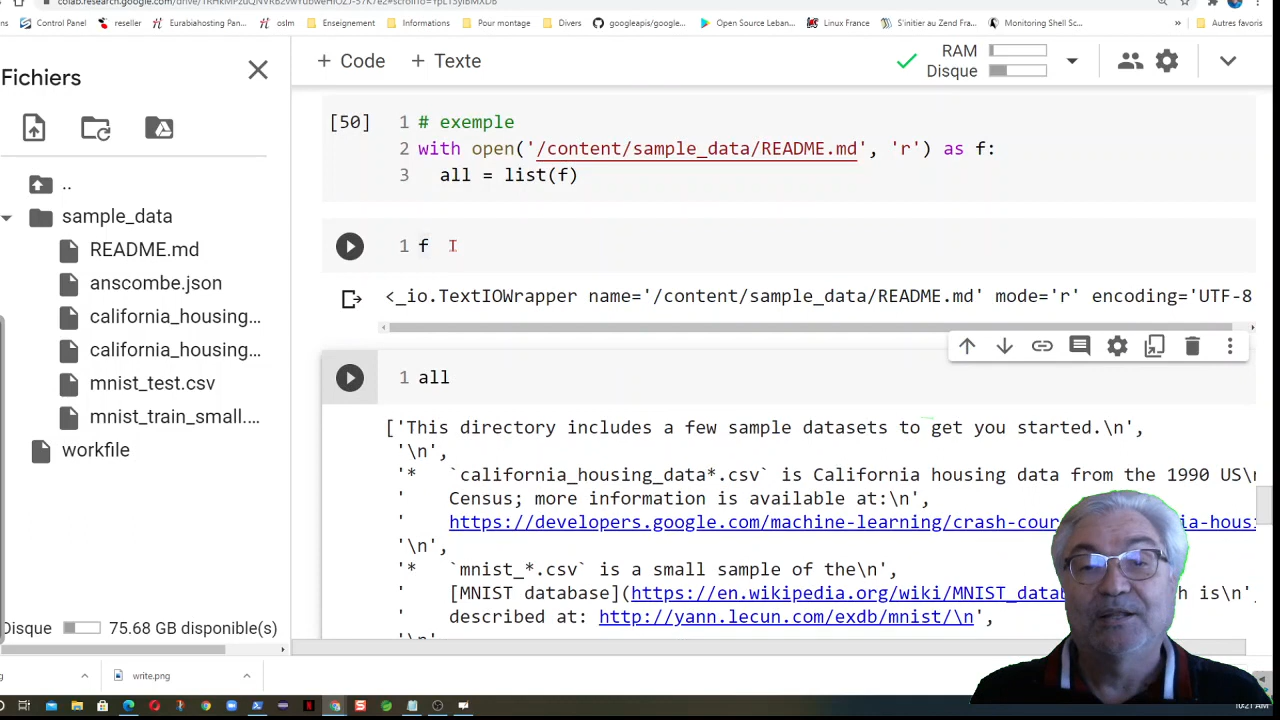 Control Panel
reseller
Eurabiahosting Pan...
oslm
Enseignement
Informations
Pour montage
Divers
googleapis/google...
Open Source Leban...
Linux France
S'initier au Zend Fra...
Monitoring Shell Sc...
»
Autres favoris
Fichiers
+ Code + Texte
RAM
Disque
..
sample_data
README.md
anscombe.json
california_housing...
california_housing...
mnist_test.csv
mnist_train_small....
workfile
Disque 75.68 GB disponible(s)
[50] 1 # exemple
2 with open('/content/sample_data/README.md', 'r') as f:
3 all = list(f)
1 f
<_io.TextIOWrapper name='/content/sample_data/README.md' mode='r' encoding='UTF-8
1 all
['This directory includes a few sample datasets to get you started.\n',
'\n',
'* `california_housing_data*.csv` is California housing data from the 1990 US\n
' Census; more information is available at:\n',
' https://developers.google.com/machine-learning/crash-cour
'\n',
'* `mnist_*.csv` is a small sample of the\n',
' [MNIST database](https://en.wikipedia.org/wiki/MNIST_datab
' described at: http://yann.lecun.com/exdb/mnist/\n',
write.png
10:21 AM